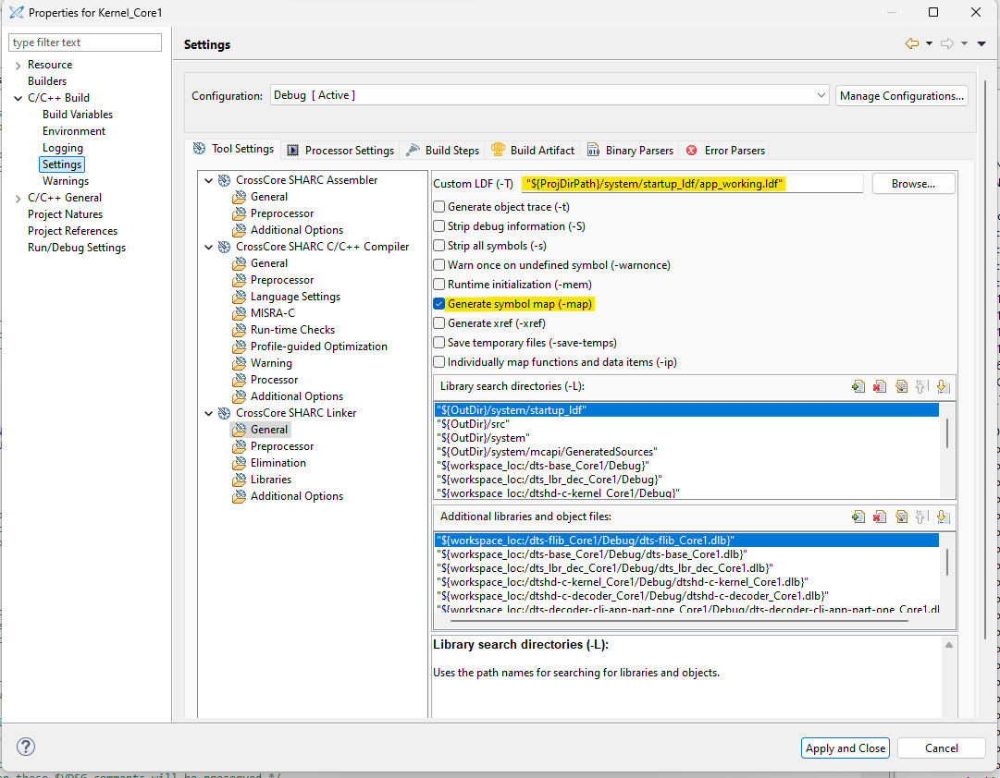 Properties for Kernel_Core1
type filter text
Resource
Builders
C/C++ Build
Build Variables
Environment
Logging
Settings
Warnings
C/C++ General
Project Natures
Project References
Run/Debug Settings
Settings
Configuration: Debug [ Active ] Manage Configurations...
Tool Settings Processor Settings Build Steps Build Artifact Binary Parsers Error Parsers
CrossCore SHARC Assembler
General
Preprocessor
Additional Options
CrossCore SHARC C/C++ Compiler
General
Preprocessor
Language Settings
MISRA-C
Run-time Checks
Profile-guided Optimization
Warning
Processor
Additional Options
CrossCore SHARC Linker
General
Preprocessor
Elimination
Libraries
Additional Options
Custom LDF (-T) "${ProjDirPath}/system/startup_ldf/app_working.ldf" Browse...
Generate object trace (-t)
Strip debug information (-S)
Strip all symbols (-s)
Warn once on undefined symbol (-warnonce)
Runtime initialization (-mem)
Generate symbol map (-map)
Generate xref (-xref)
Save temporary files (-save-temps)
Individually map functions and data items (-ip)
Library search directories (-L):
"${OutDir}/system/startup_ldf"
"${OutDir}/src"
"${OutDir}/system"
"${OutDir}/system/mcapi/GeneratedSources"
"${workspace_loc:/dts-base_Core1/Debug}"
"${workspace_loc:/dts_lbr_dec_Core1/Debug}"
"${workspace_loc:/dtshd-c-kernel_Core1/Debug}"
Additional libraries and object files:
"${workspace_loc:/dts-flib_Core1/Debug/dts-flib_Core1.dlb}"
"${workspace_loc:/dts-base_Core1/Debug/dts-base_Core1.dlb}"
"${workspace_loc:/dts_lbr_dec_Core1/Debug/dts_lbr_dec_Core1.dlb}"
"${workspace_loc:/dtshd-c-kernel_Core1/Debug/dtshd-c-kernel_Core1.dlb}"
"${workspace_loc:/dtshd-c-decoder_Core1/Debug/dtshd-c-decoder_Core1.dlb}"
"${workspace_loc:/dts-decoder-cli-app-part-one_Core1/Debug/dts-decoder-cli-app-part-one_Core1.dl
Library search directories (-L):
Uses the path names for searching for libraries and objects.
Apply and Close Cancel
these $VDSG comments will be preserved */